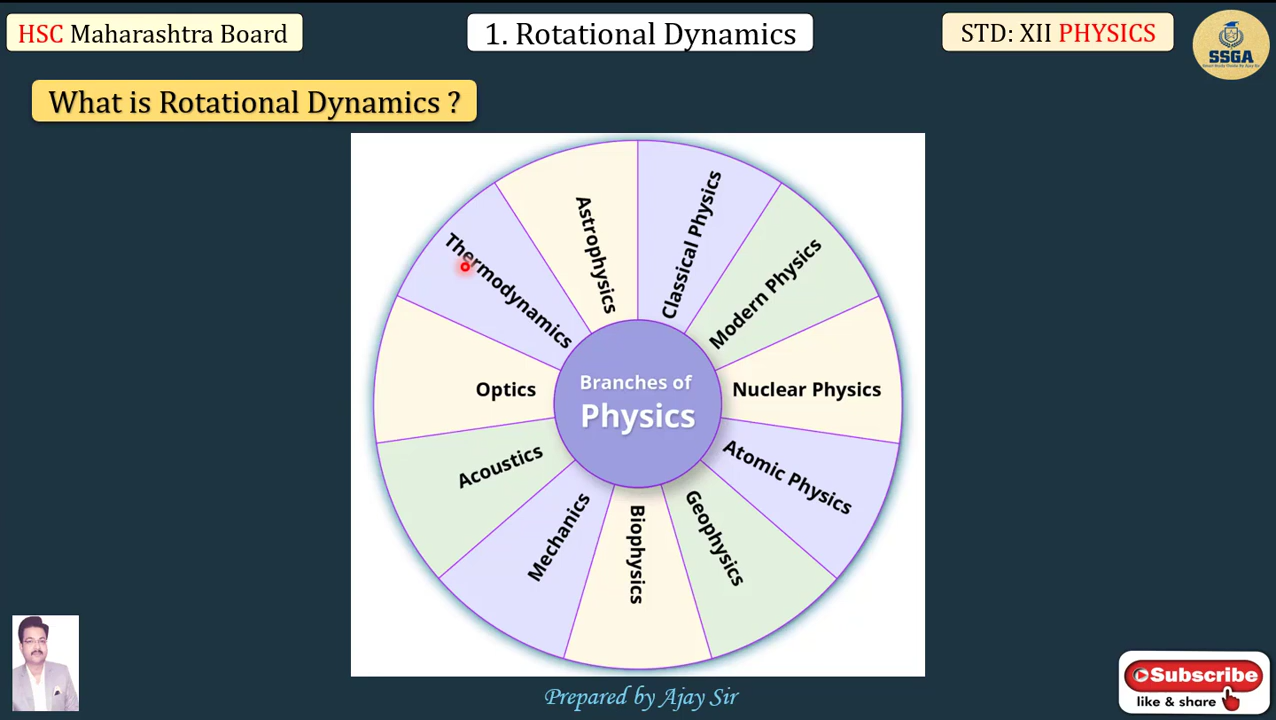 HSC Maharashtra Board
1. Rotational Dynamics
STD: XII PHYSICS
SSGA
What is Rotational Dynamics ?
Astrophysics
Classical Physics
Thermodynamics
Modern Physics
Branches of
Physics
Optics
Nuclear Physics
Acoustics
Atomic Physics
Mechanics
Biophysics
Geophysics
Subscribe
like & share
Prepared by Ajay Sir